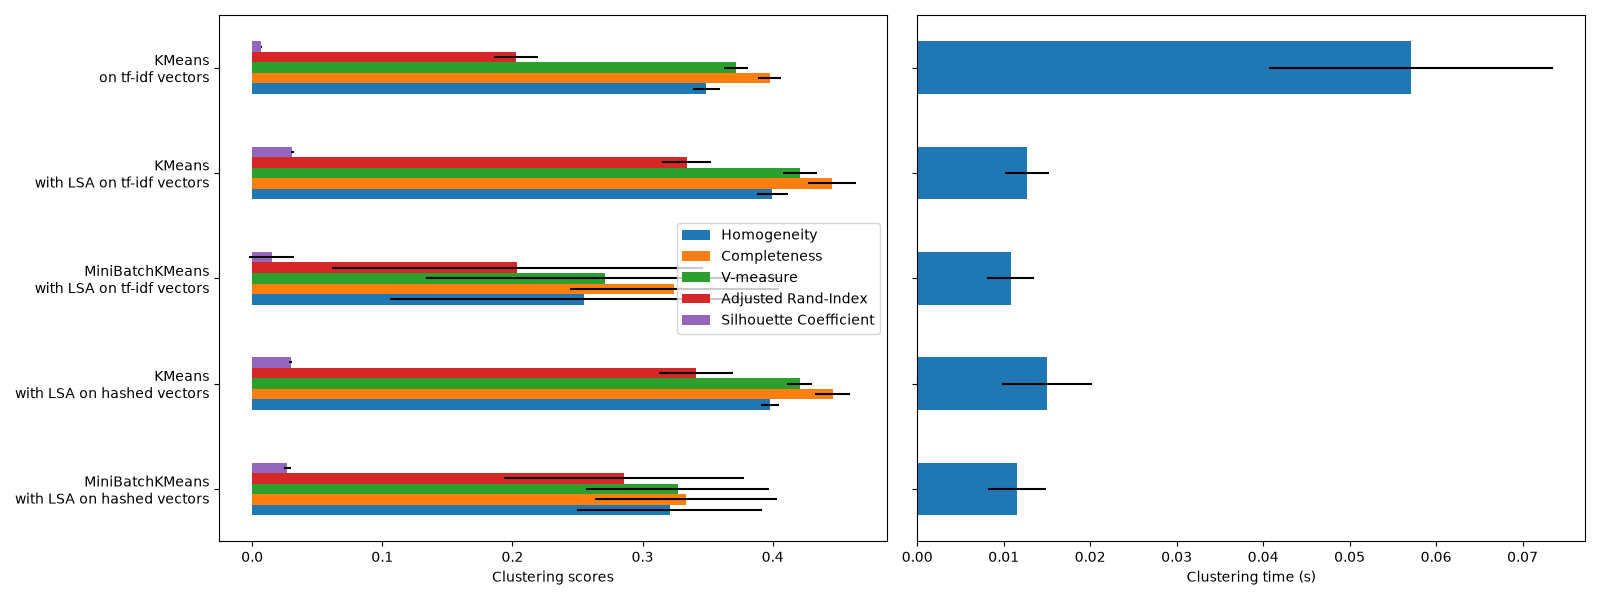 KMeans
on tf-idf vectors
KMeans
with LSA on tf-idf vectors
MiniBatchKMeans
with LSA on tf-idf vectors
KMeans
with LSA on hashed vectors
MiniBatchKMeans
with LSA on hashed vectors
Homogeneity
Completeness
V-measure
Adjusted Rand-Index
Silhouette Coefficient
0.0 0.1 0.2 0.3 0.4
Clustering scores
0.00 0.01 0.02 0.03 0.04 0.05 0.06 0.07
Clustering time (s)